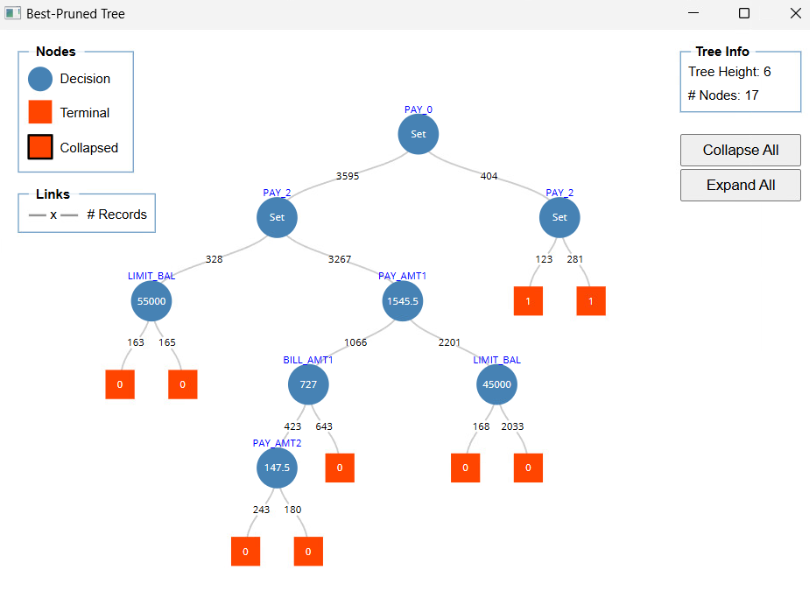 Best-Pruned Tree
Nodes
Decision
Terminal
Collapsed
Links
x # Records
Tree Info
Tree Height: 6
# Nodes: 17
Collapse All
Expand All
PAY_0
Set
3595 404
PAY_2 PAY_2
Set Set
328 3267 123 281
LIMIT_BAL PAY_AMT1
55000 1545.5 1 1
163 165 1066 2201
BILL_AMT1 LIMIT_BAL
0 0 727 45000
423 643 168 2033
PAY_AMT2
147.5 0 0 0
243 180
0 0